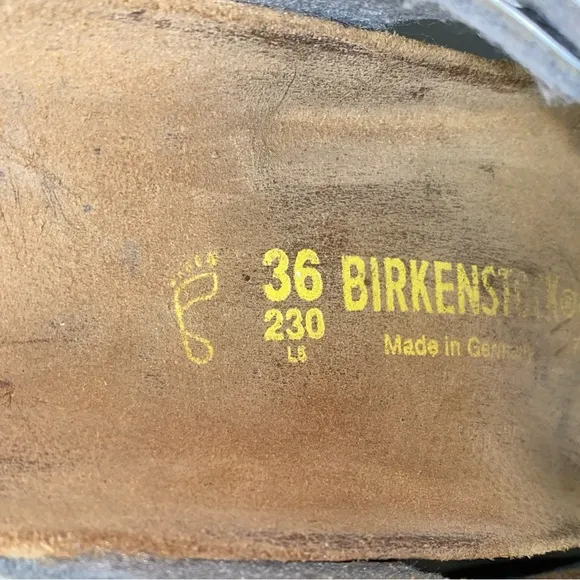 36 BIRKENSTOCK®
230
L5 Made in Germany